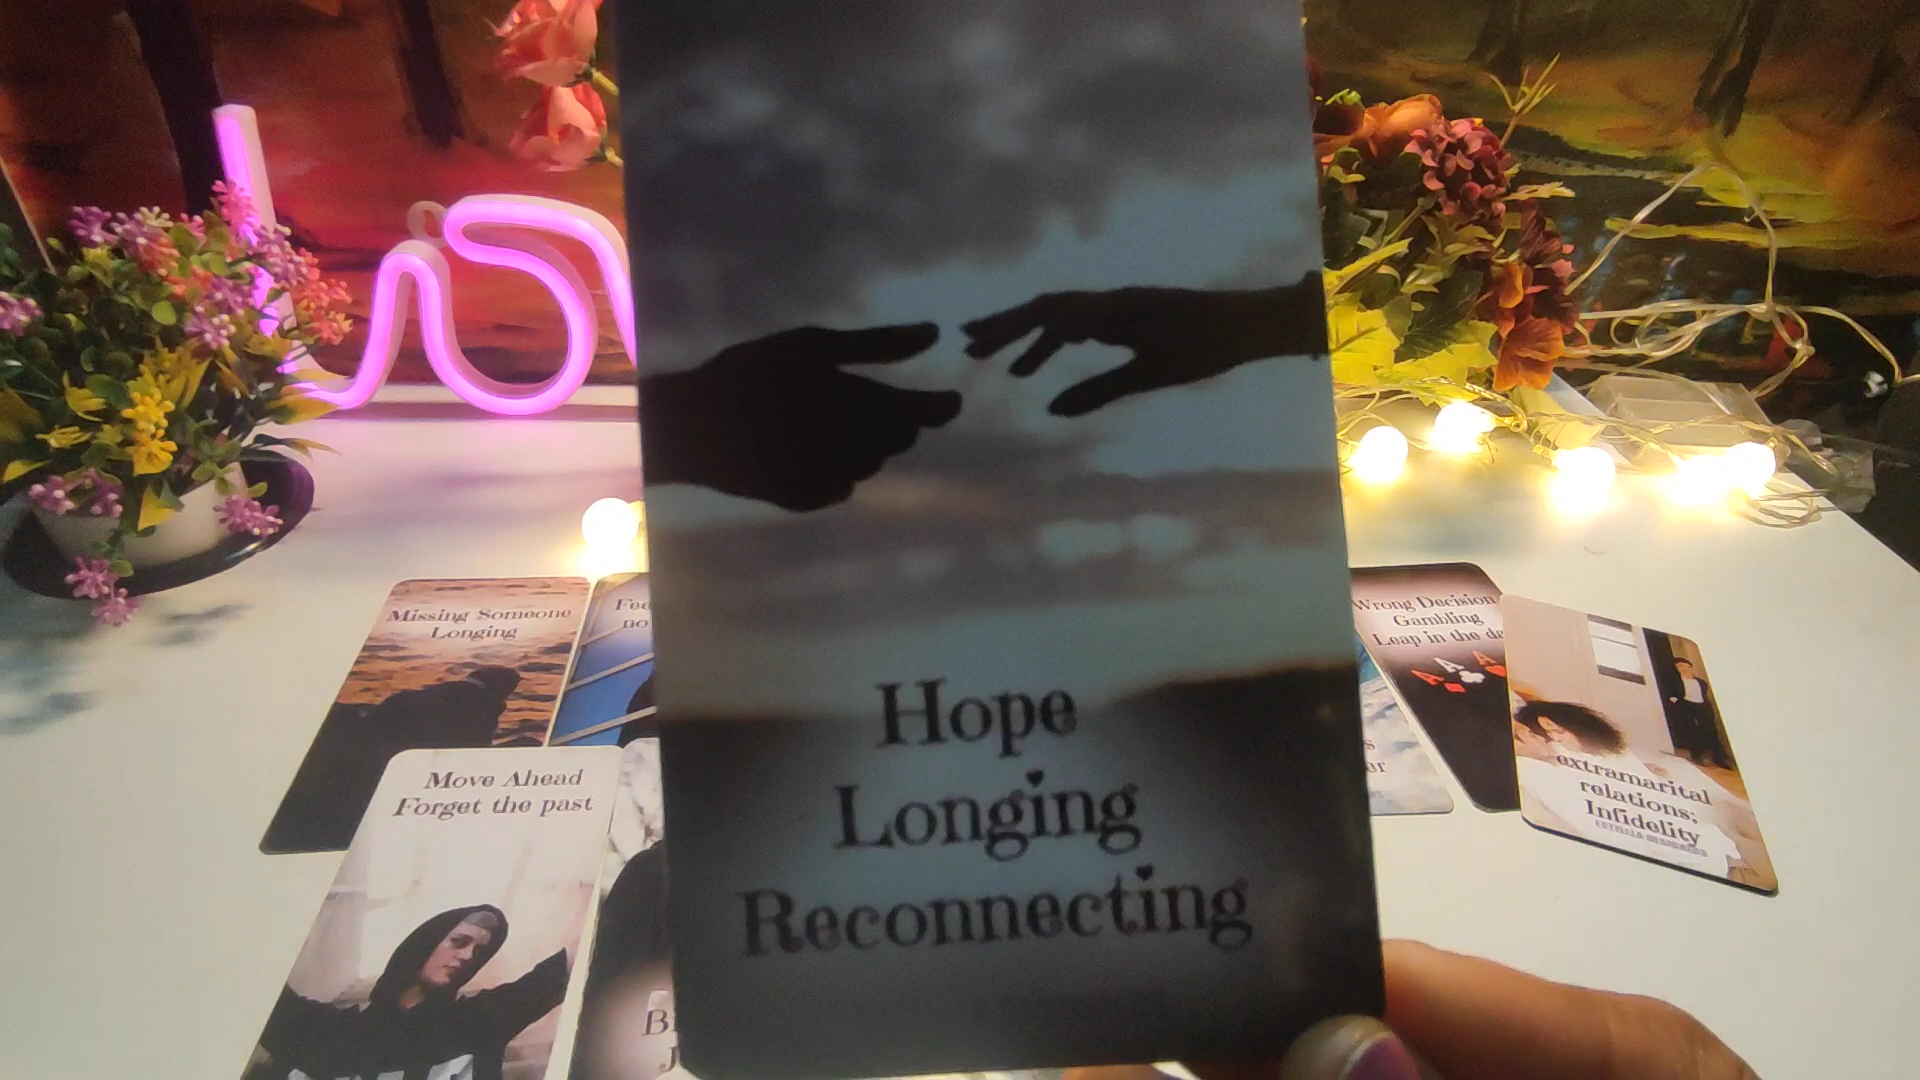 Hope
Longing
Reconnecting
Missing Someone
Longing
no
Wrong Decision
Gambling
Leap in the
Move Ahead
Forget the past
extramarital
relations;
Infidelity